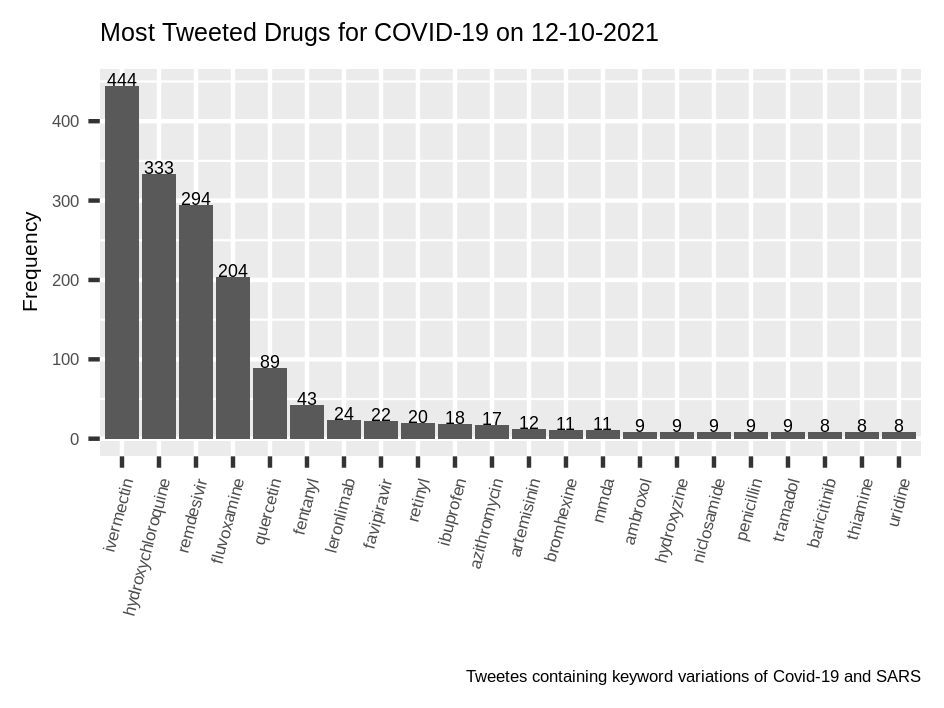 Most Tweeted Drugs for COVID-19 on 12-10-2021
444
333
294
204
89
43
24
22
20
18
17
12
11
11
9
9
9
9
9
8
8
8
400
300
200
100
0
Frequency
ivermectin
hydroxychloroquine
remdesivir
fluvoxamine
quercetin
fentanyl
leronlimab
favipiravir
retinyl
ibuprofen
azithromycin
artemisinin
bromhexine
mmda
ambroxol
hydroxyzine
niclosamide
penicillin
tramadol
baricitinib
thiamine
uridine
Tweetes containing keyword variations of Covid-19 and SARS